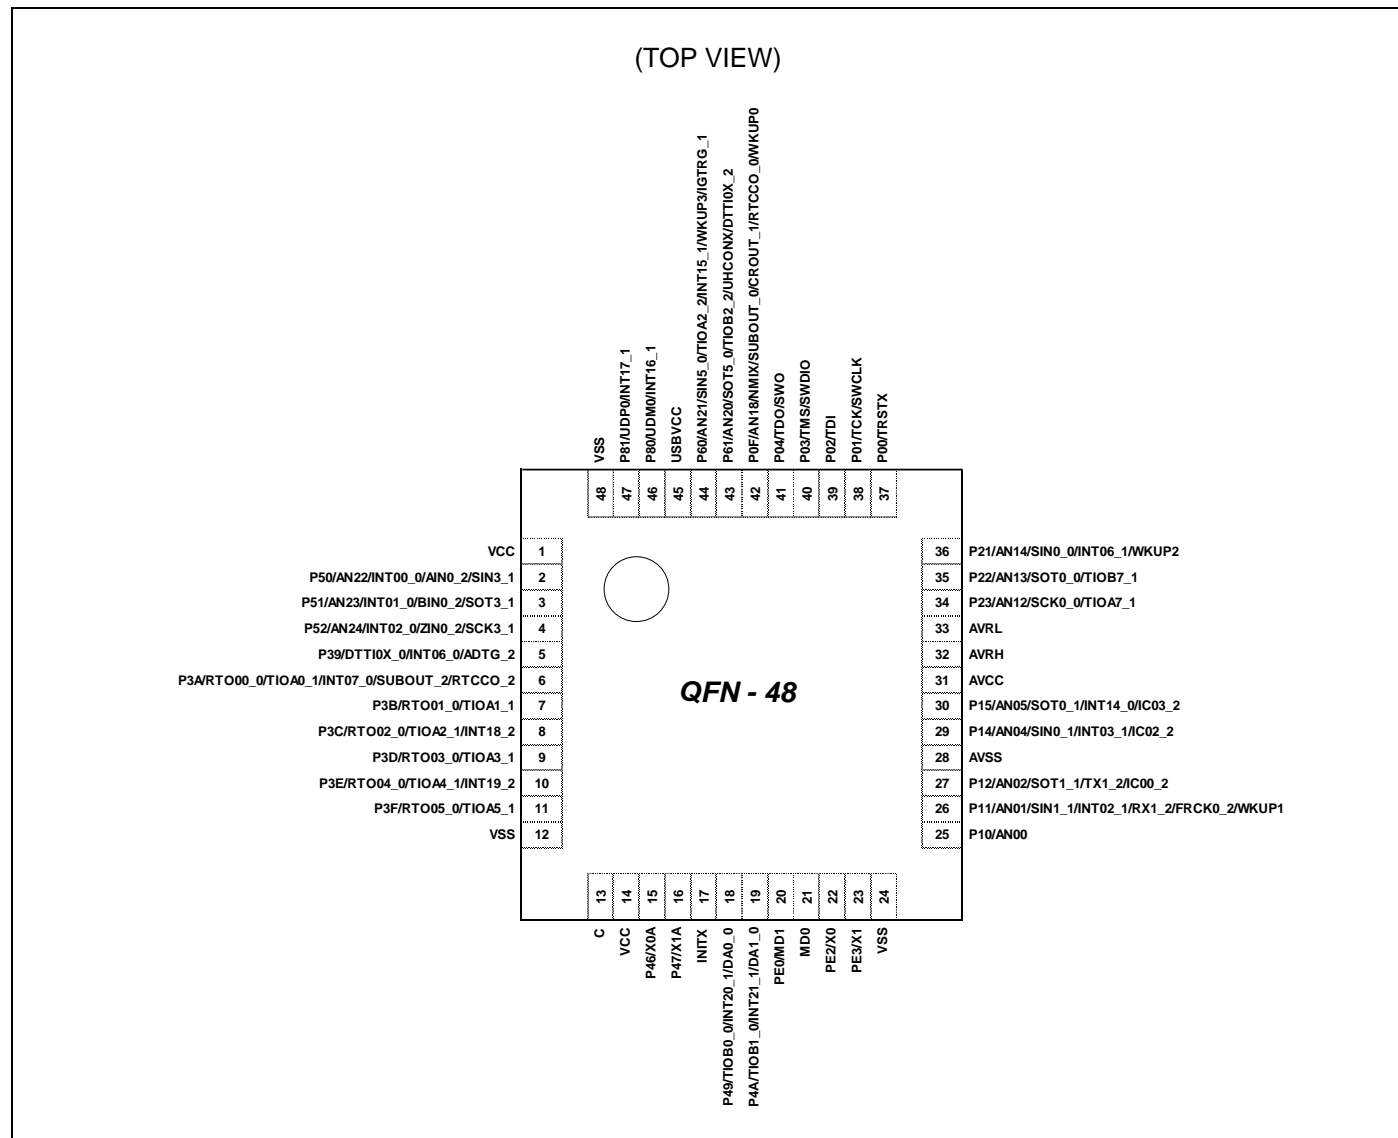 (TOP VIEW)
VSS
P81/UDP0/INT17_1
P80/UDM0/INT16_1
USBVCC
P60/AN21/SIN5_0/TIOA2_2/INT15_1/WKUP3/IGTRG_1
P61/AN20/SOT5_0/TIOB2_2/UHCONX/DTTI0X_2
P0F/AN18/NMIX/SUBOUT_0/CROUT_1/RTCCO_0/WKUP0
P04/TDO/SWO
P03/TMS/SWDIO
P02/TDI
P01/TCK/SWCLK
P00/TRSTX
48 47 46 45 44 43 42 41 40 39 38 37
VCC 1 36 P21/AN14/SIN0_0/INT06_1/WKUP2
P50/AN22/INT00_0/AIN0_2/SIN3_1 2 35 P22/AN13/SOT0_0/TIOB7_1
P51/AN23/INT01_0/BIN0_2/SOT3_1 3 34 P23/AN12/SCK0_0/TIOA7_1
P52/AN24/INT02_0/ZIN0_2/SCK3_1 4 33 AVRL
P39/DTTI0X_0/INT06_0/ADTG_2 5 32 AVRH
P3A/RTO00_0/TIOA0_1/INT07_0/SUBOUT_2/RTCCO_2 6 31 AVCC
QFN - 48
P3B/RTO01_0/TIOA1_1 7 30 P15/AN05/SOT0_1/INT14_0/IC03_2
P3C/RTO02_0/TIOA2_1/INT18_2 8 29 P14/AN04/SIN0_1/INT03_1/IC02_2
P3D/RTO03_0/TIOA3_1 9 28 AVSS
P3E/RTO04_0/TIOA4_1/INT19_2 10 27 P12/AN02/SOT1_1/TX1_2/IC00_2
P3F/RTO05_0/TIOA5_1 11 26 P11/AN01/SIN1_1/INT02_1/RX1_2/FRCK0_2/WKUP1
VSS 12 25 P10/AN00
13 14 15 16 17 18 19 20 21 22 23 24
C
VCC
P46/X0A
P47/X1A
INITX
P49/TIOB0_0/INT20_1/DA0_0
P4A/TIOB1_0/INT21_1/DA1_0
PE0/MD1
MD0
PE2/X0
PE3/X1
VSS